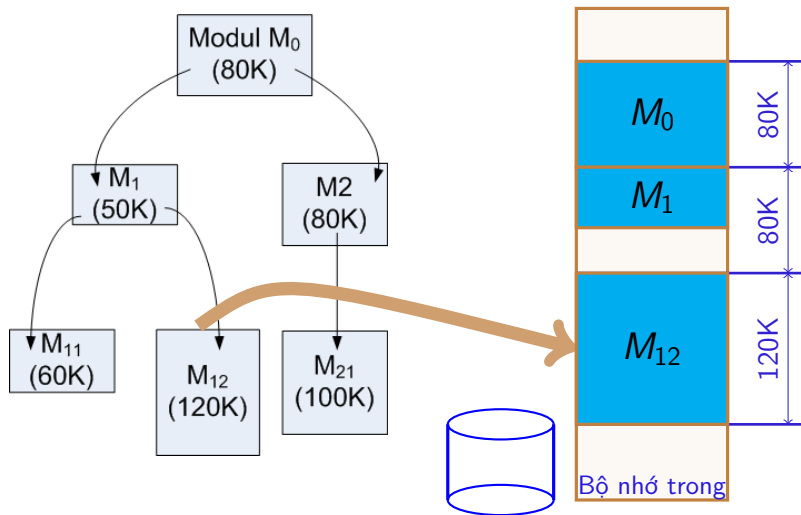 Modul M₀
(80K)
M₁
(50K)
M2
(80K)
M₁₁
(60K)
M₁₂
(120K)
M₂₁
(100K)
M₀
M₁
M₁₂
80K
80K
120K
Bộ nhớ trong